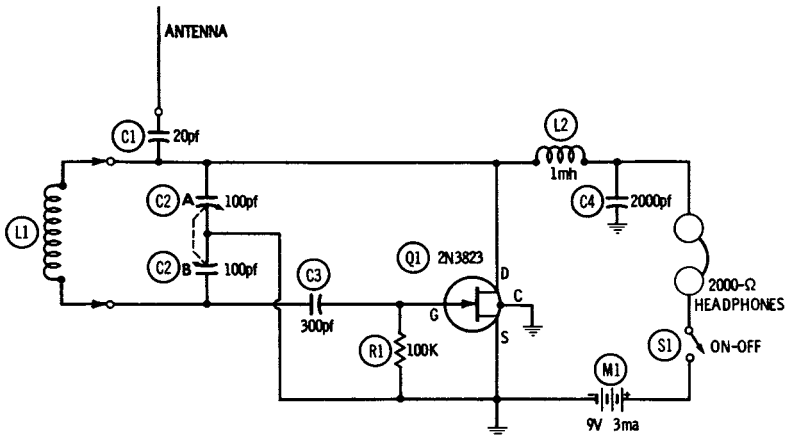 ANTENNA
C1
20pf
L2
1mh
C2
A
100pf
C4
2000pf
L1
C2
B
100pf
Q1
2N3823
C3
D
C
G
2000-Ω
HEADPHONES
300pf
S
R1
100K
S1
ON-OFF
M1
-
+
9V 3ma